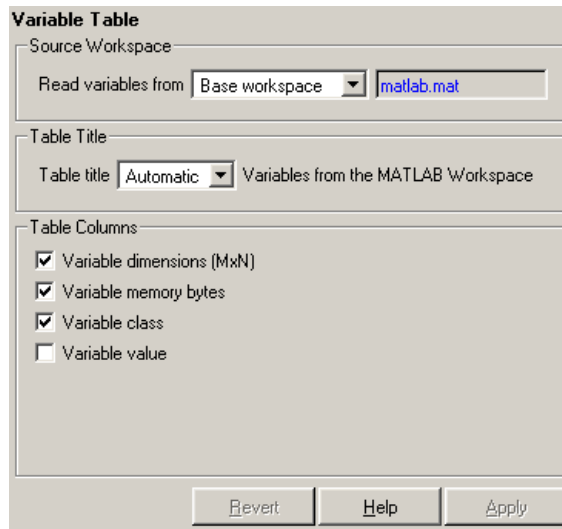 Variable Table
Source Workspace
Read variables from Base workspace matlab.mat
Table Title
Table title Automatic Variables from the MATLAB Workspace
Table Columns
Variable dimensions (MxN)
Variable memory bytes
Variable class
Variable value
Revert Help Apply